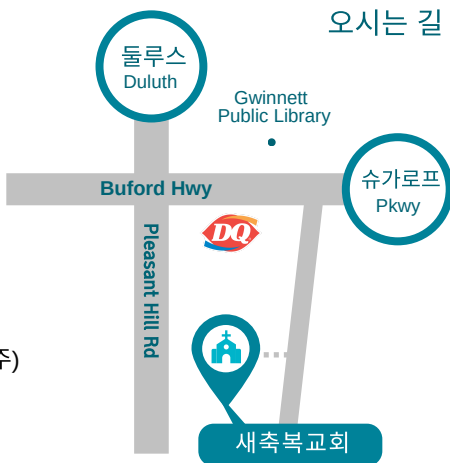 오시는 길
둘루스
Duluth
Gwinnett
Public Library
슈가로프
Pkwy
Buford Hwy
DQ
Pleasant Hill Rd
주)
새축복교회